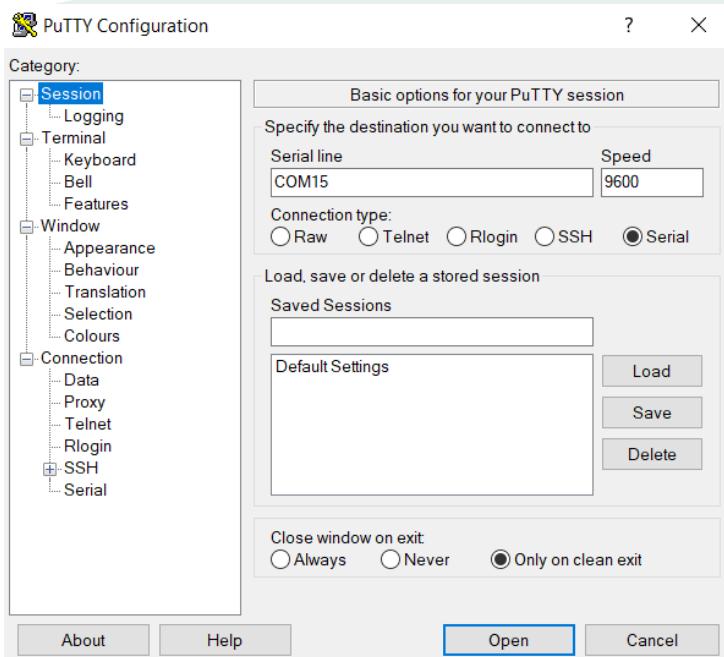 PuTTY Configuration
?
Category:
Session
Logging
Terminal
Keyboard
Bell
Features
Window
Appearance
Behaviour
Translation
Selection
Colours
Connection
Data
Proxy
Telnet
Rlogin
SSH
Serial
Basic options for your PuTTY session
Specify the destination you want to connect to
Serial line Speed
COM15 9600
Connection type:
Raw Telnet Rlogin SSH Serial
Load, save or delete a stored session
Saved Sessions
Default Settings
Load
Save
Delete
Close window on exit:
Always Never Only on clean exit
About Help Open Cancel